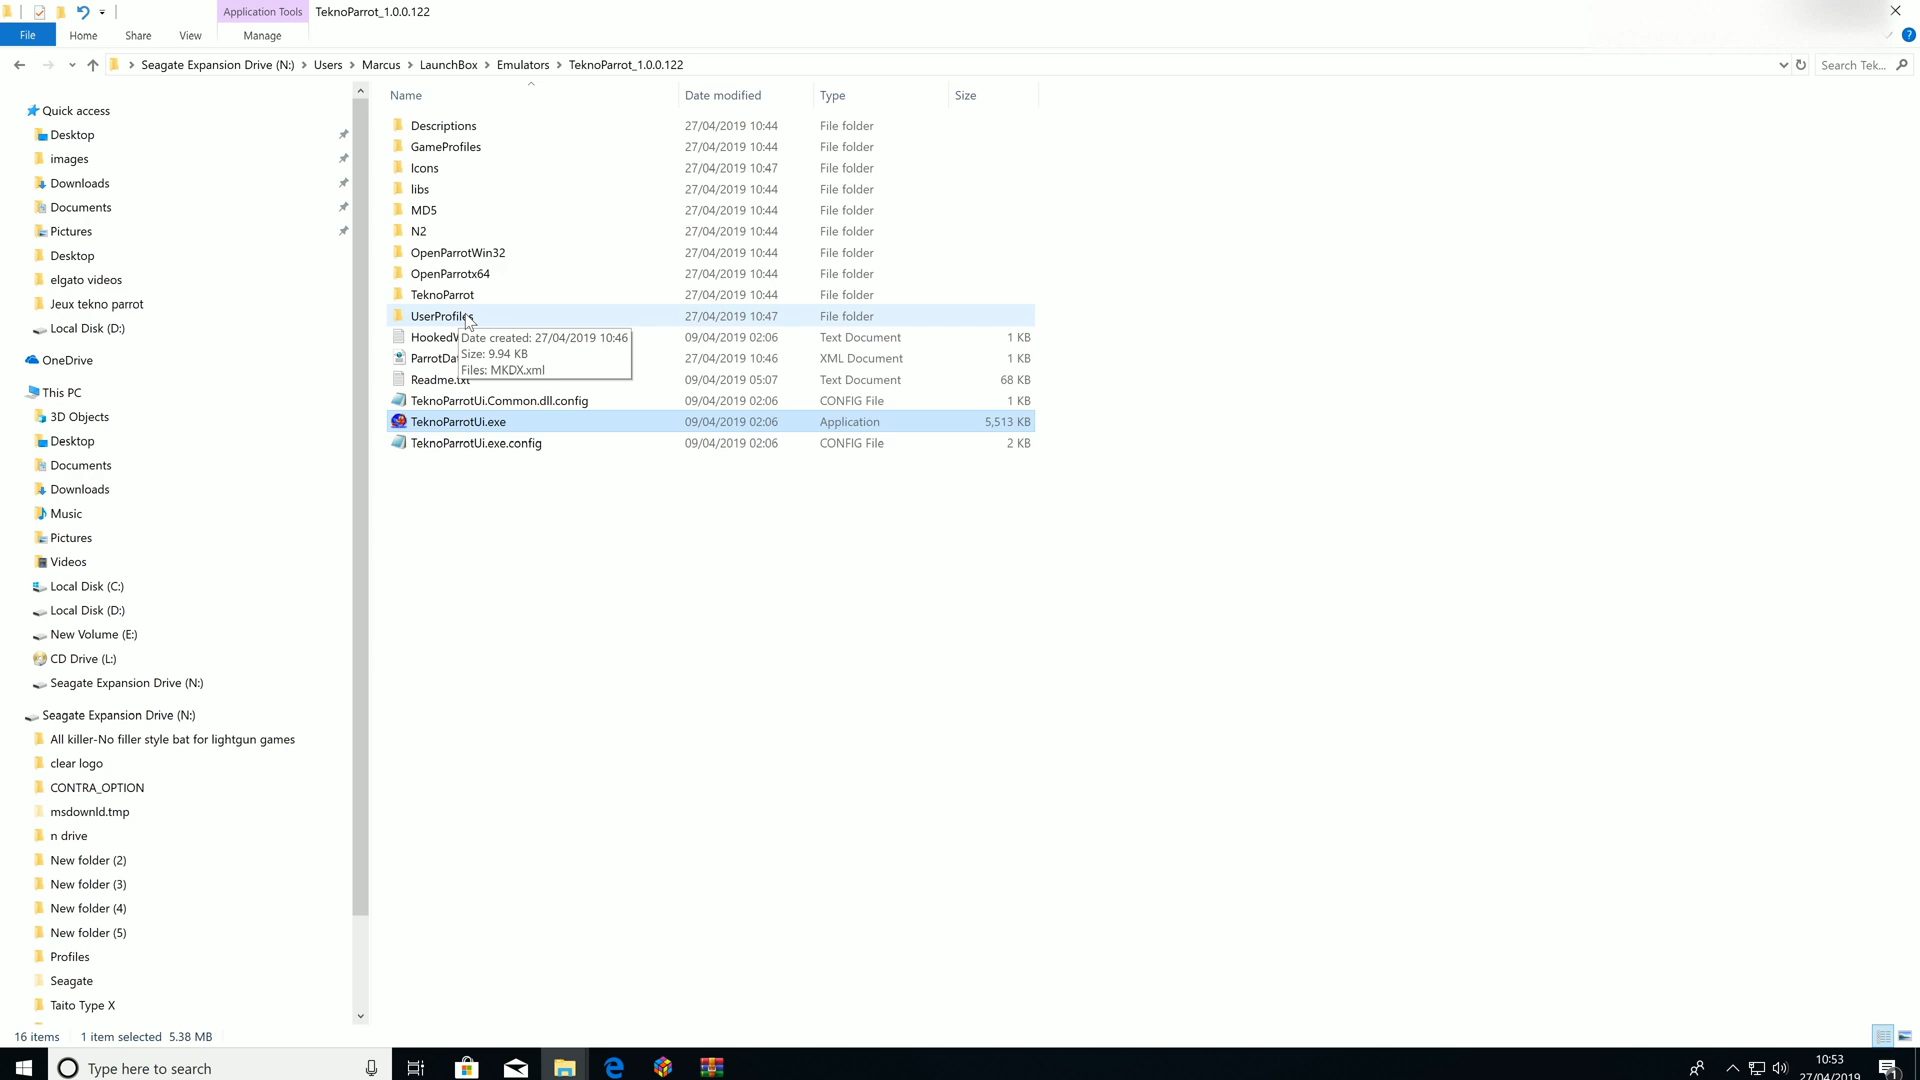 Application Tools
TeknoParrot_1.0.0.122
File
Home
Share
View
Manage
Seagate Expansion Drive (N:) > Users > Marcus > LaunchBox > Emulators > TeknoParrot_1.0.0.122
Search Tek...
Name
Date modified
Type
Size
Quick access
Desktop
images
Downloads
Documents
Pictures
Desktop
elgato videos
Jeux tekno parrot
Local Disk (D:)
OneDrive
This PC
3D Objects
Desktop
Documents
Downloads
Music
Pictures
Videos
Local Disk (C:)
Local Disk (D:)
New Volume (E:)
CD Drive (L:)
Seagate Expansion Drive (N:)
Seagate Expansion Drive (N:)
All killer-No filler style bat for lightgun games
clear logo
CONTRA_OPTION
msdownld.tmp
n drive
New folder (2)
New folder (3)
New folder (4)
New folder (5)
Profiles
Seagate
Taito Type X
Descriptions 27/04/2019 10:44 File folder
GameProfiles 27/04/2019 10:44 File folder
Icons 27/04/2019 10:47 File folder
libs 27/04/2019 10:44 File folder
MD5 27/04/2019 10:44 File folder
N2 27/04/2019 10:44 File folder
OpenParrotWin32 27/04/2019 10:44 File folder
OpenParrotx64 27/04/2019 10:44 File folder
TeknoParrot 27/04/2019 10:44 File folder
UserProfiles 27/04/2019 10:47 File folder
HookedW 09/04/2019 02:06 Text Document 1 KB
ParrotDat 27/04/2019 10:46 XML Document 1 KB
Readme.txt 09/04/2019 05:07 Text Document 68 KB
TeknoParrotUi.Common.dll.config 09/04/2019 02:06 CONFIG File 1 KB
TeknoParrotUi.exe 09/04/2019 02:06 Application 5,513 KB
TeknoParrotUi.exe.config 09/04/2019 02:06 CONFIG File 2 KB
Date created: 27/04/2019 10:46
Size: 9.94 KB
Files: MKDX.xml
16 items
1 item selected 5.38 MB
Type here to search
10:53
27/04/2019
1